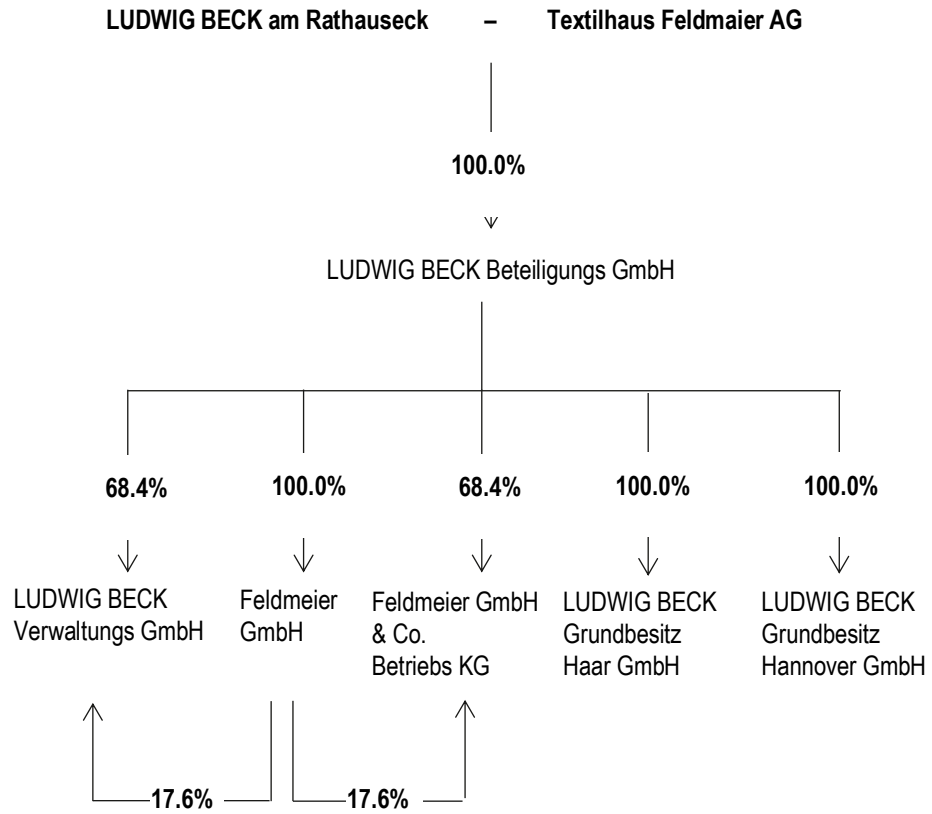 LUDWIG BECK am Rathauseck – Textilhaus Feldmaier AG
100.0%
LUDWIG BECK Beteiligungs GmbH
68.4% 100.0% 68.4% 100.0% 100.0%
LUDWIG BECK
Verwaltungs GmbH
Feldmeier
GmbH
Feldmeier GmbH
& Co.
Betriebs KG
LUDWIG BECK
Grundbesitz
Haar GmbH
LUDWIG BECK
Grundbesitz
Hannover GmbH
17.6% 17.6%